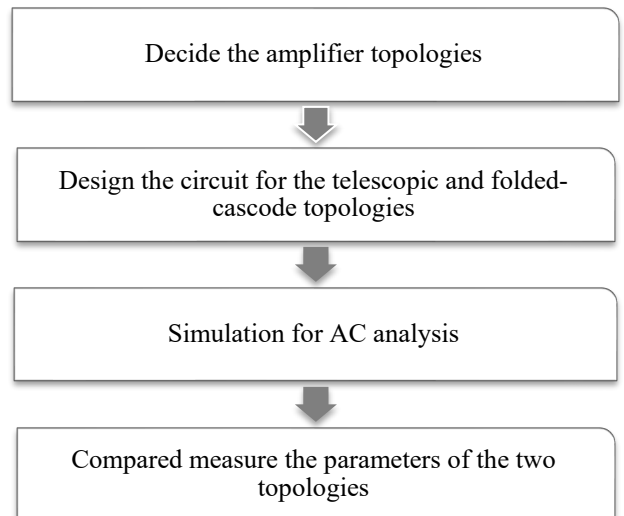 Decide the amplifier topologies
Design the circuit for the telescopic and folded-
cascode topologies
Simulation for AC analysis
Compared measure the parameters of the two
topologies